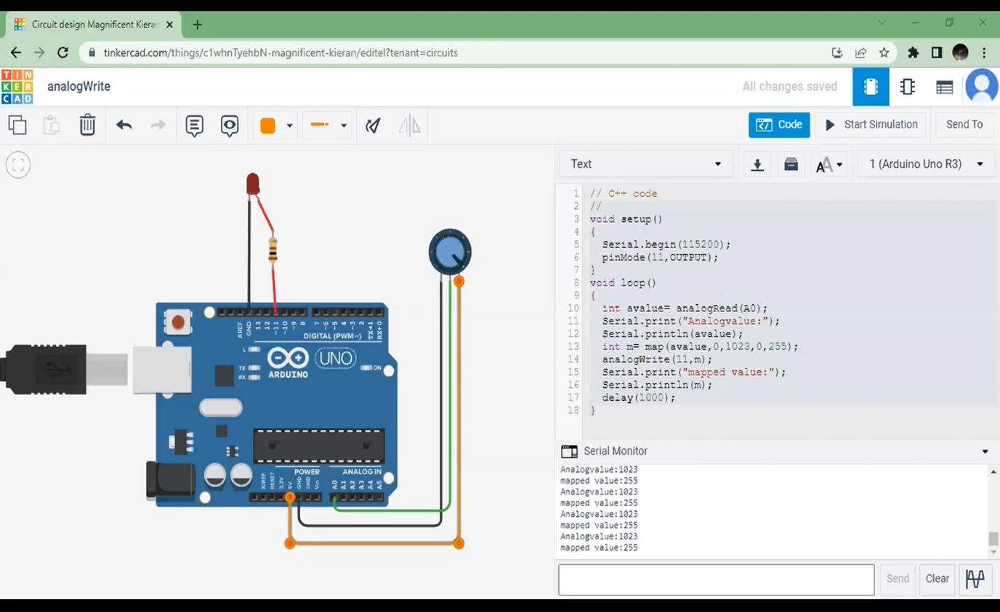 Circuit design Magnificent Kieran
tinkercad.com/things/c1whnTyehbN-magnificent-kieran/editel?tenant=circuits
TIN
KER
CAD
analogWrite
All changes saved
Code
Start Simulation
Send To
Text
1 (Arduino Uno R3)
1 // C++ code
2 //
3 void setup()
4 {
5 Serial.begin(115200);
6 pinMode(11,OUTPUT);
7 }
8 void loop()
9 {
10 int avalue= analogRead(A0);
11 Serial.print("Analogvalue:");
12 Serial.println(avalue);
13 int m= map(avalue,0,1023,0,255);
14 analogWrite(11,m);
15 Serial.print("mapped value:");
16 Serial.println(m);
17 delay(1000);
18 }
AREF
GND
13
12
~11
~10
~9
8
7
~6
~5
4
~3
2
TX→1
RX←0
DIGITAL (PWM~)
L
TX
RX
UNO
ARDUINO
ON
POWER
ANALOG IN
IOREF
RESET
3.3V
5V
GND
GND
Vin
A0
A1
A2
A3
A4
A5
Serial Monitor
Analogvalue:1023
mapped value:255
Analogvalue:1023
mapped value:255
Analogvalue:1023
mapped value:255
Analogvalue:1023
mapped value:255
Send
Clear